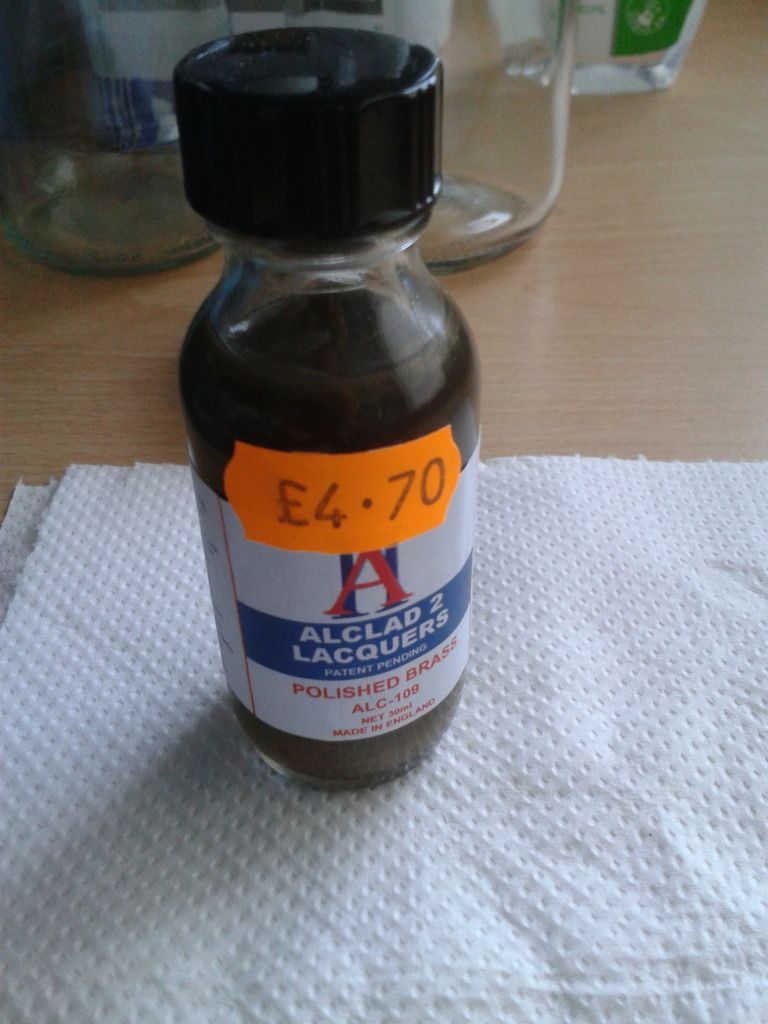 £4.70
A
ALCLAD 2
LACQUERS
PATENT PENDING
POLISHED BRASS
ALC-109
NET 30ml
MADE IN ENGLAND